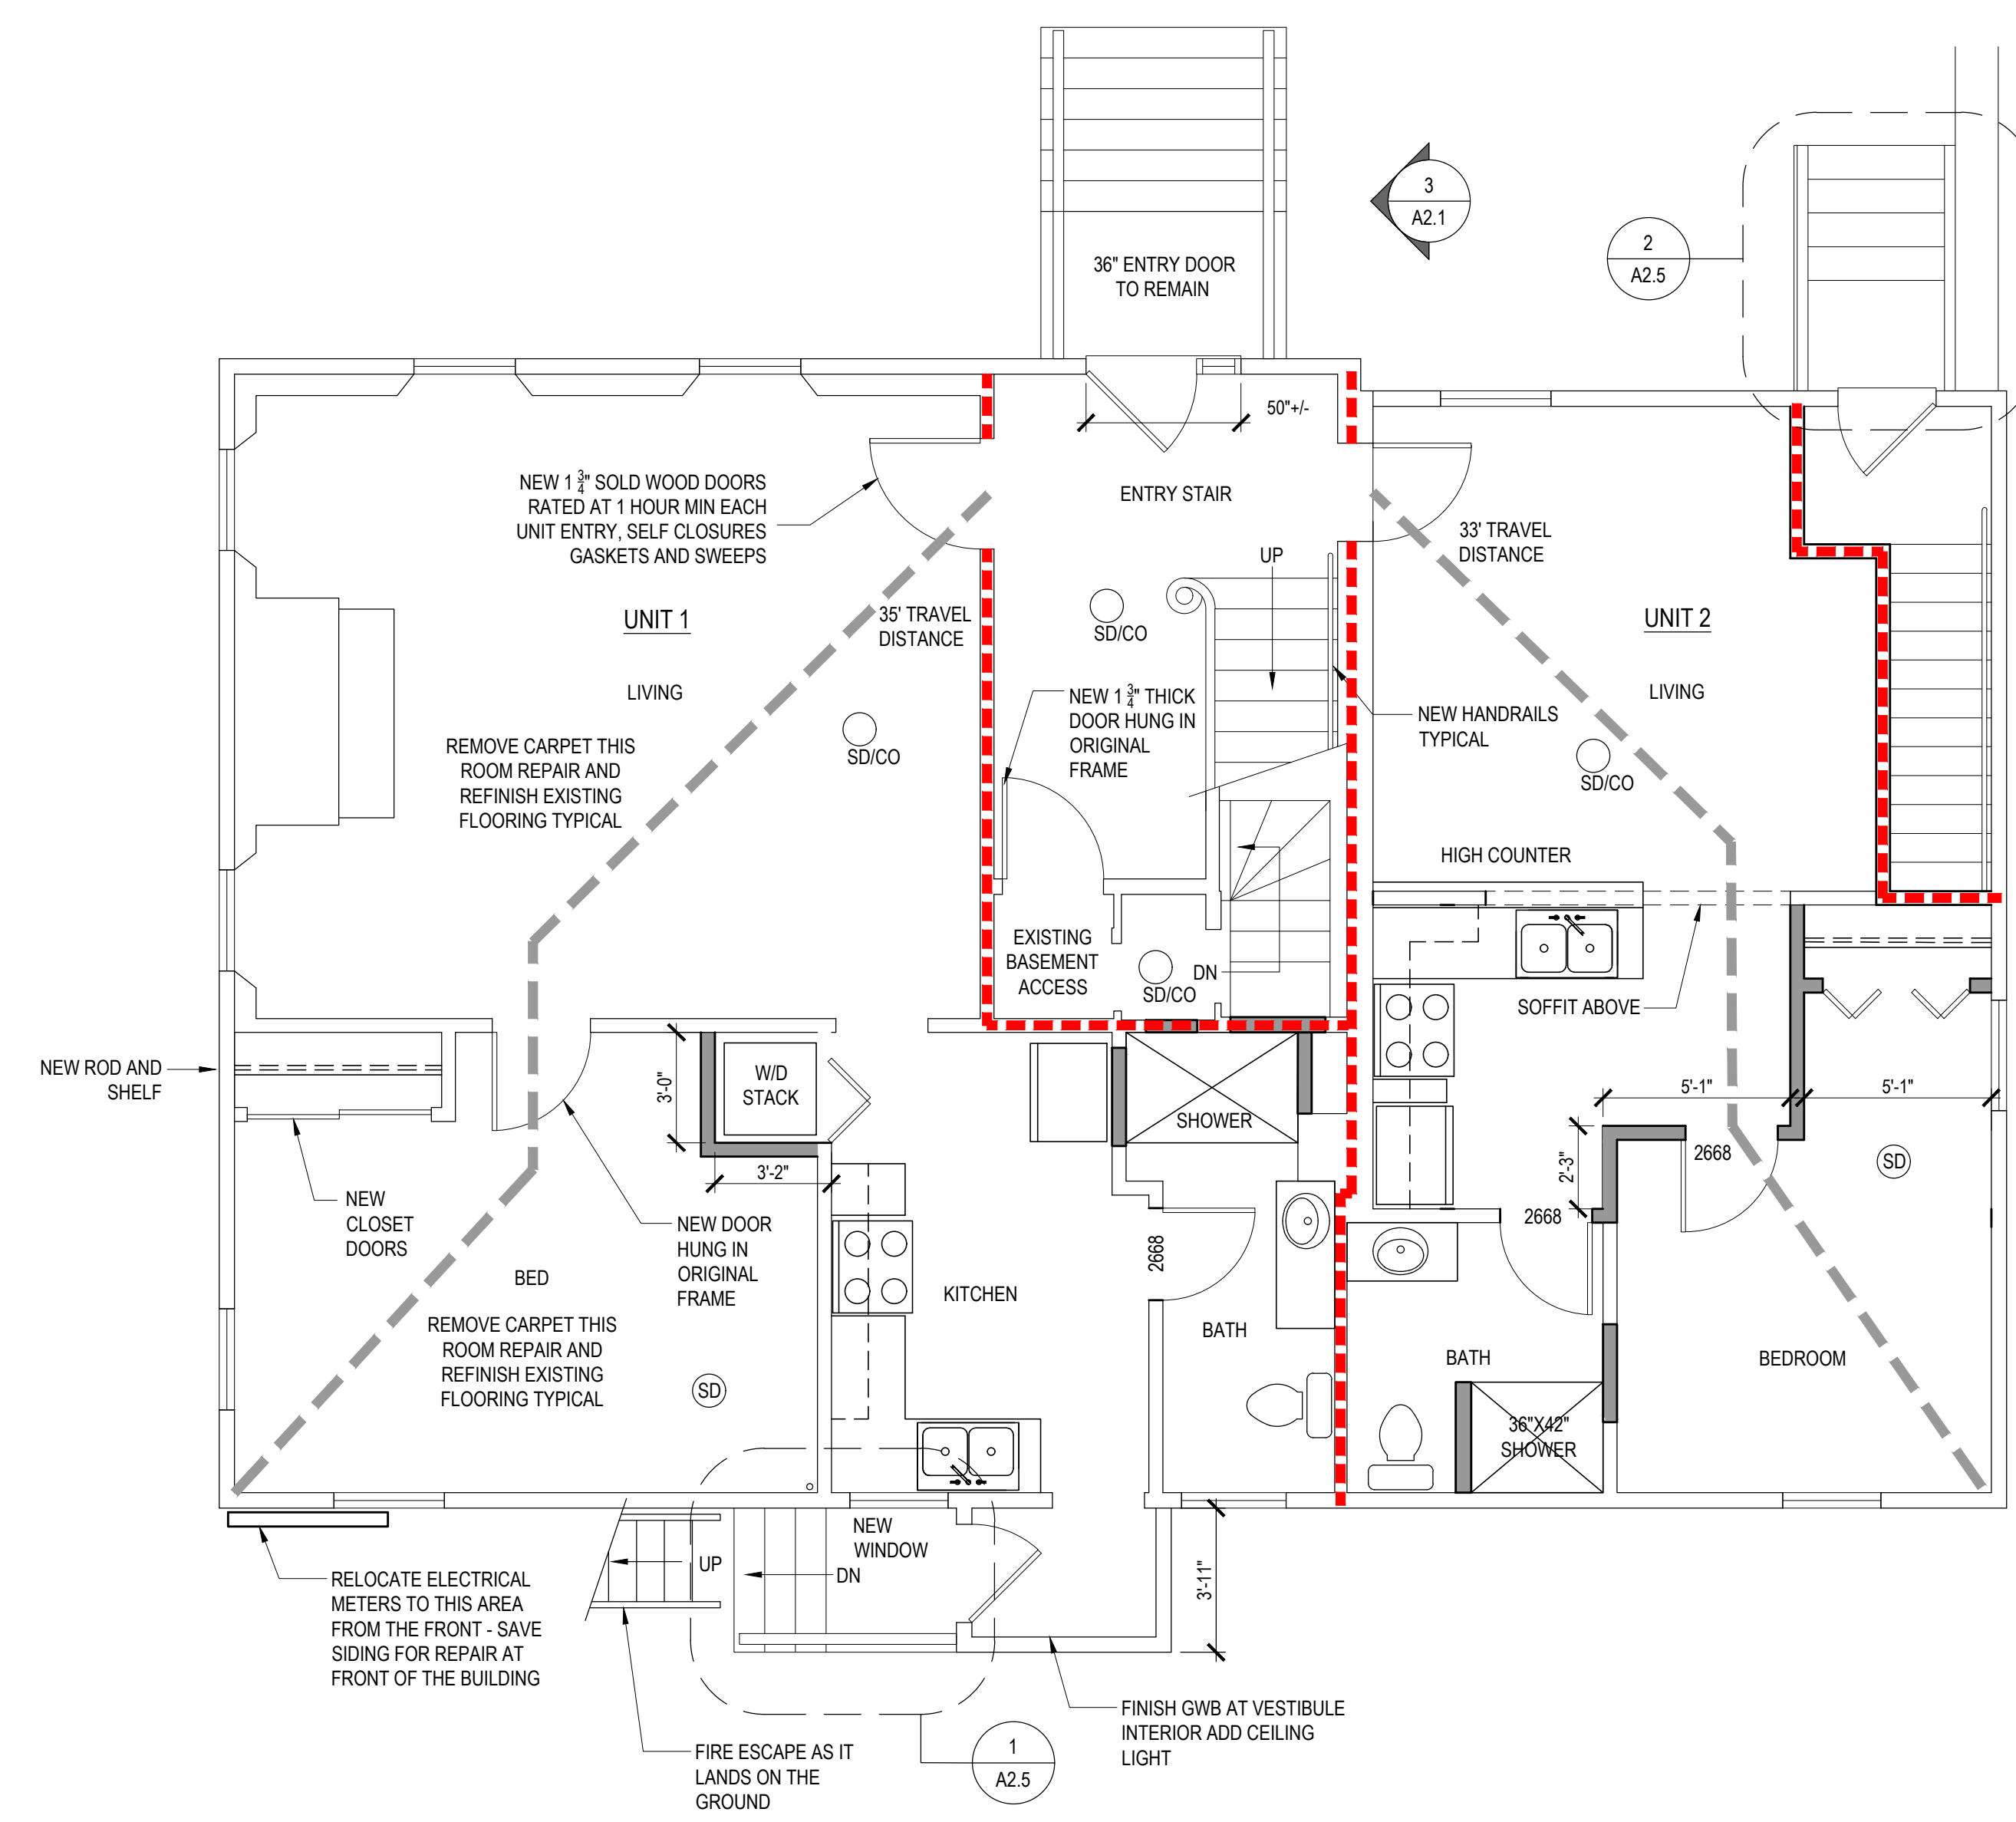 3
A2.1
2
A2.5
36" ENTRY DOOR
TO REMAIN
50"+/-
NEW 1 3/4" SOLD WOOD DOORS
RATED AT 1 HOUR MIN EACH
UNIT ENTRY, SELF CLOSURES
GASKETS AND SWEEPS
ENTRY STAIR
33' TRAVEL
DISTANCE
UP
UNIT 1
35' TRAVEL
DISTANCE
SD/CO
UNIT 2
LIVING
LIVING
NEW 1 3/4" THICK
DOOR HUNG IN
ORIGINAL
FRAME
NEW HANDRAILS
TYPICAL
REMOVE CARPET THIS
ROOM REPAIR AND
REFINISH EXISTING
FLOORING TYPICAL
SD/CO
SD/CO
HIGH COUNTER
EXISTING
BASEMENT
ACCESS
SD/CO
DN
SOFFIT ABOVE
NEW ROD AND
SHELF
3'-0"
W/D
STACK
SHOWER
5'-1"
5'-1"
3'-2"
2'-3"
2668
SD
NEW
CLOSET
DOORS
NEW DOOR
HUNG IN
ORIGINAL
FRAME
2668
2668
BED
KITCHEN
REMOVE CARPET THIS
ROOM REPAIR AND
REFINISH EXISTING
FLOORING TYPICAL
SD
BATH
BATH
BEDROOM
36"X42"
SHOWER
NEW
WINDOW
UP
DN
3'-11"
RELOCATE ELECTRICAL
METERS TO THIS AREA
FROM THE FRONT - SAVE
SIDING FOR REPAIR AT
FRONT OF THE BUILDING
FINISH GWB AT VESTIBULE
INTERIOR ADD CEILING
LIGHT
FIRE ESCAPE AS IT
LANDS ON THE
GROUND
1
A2.5